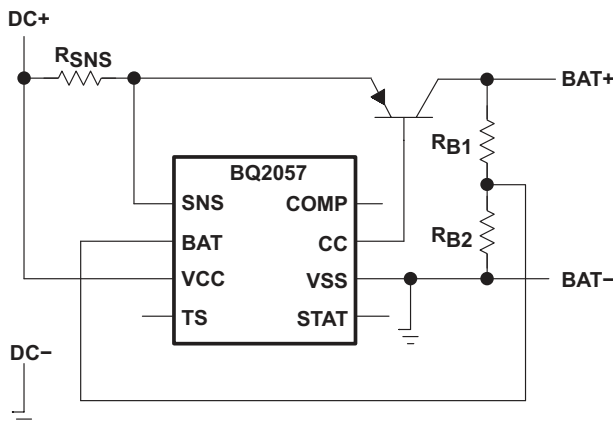 DC+
RSNS
BAT+
BQ2057
RB1
SNS
COMP
BAT
CC
RB2
VCC
VSS
BAT−
TS
STAT
DC−